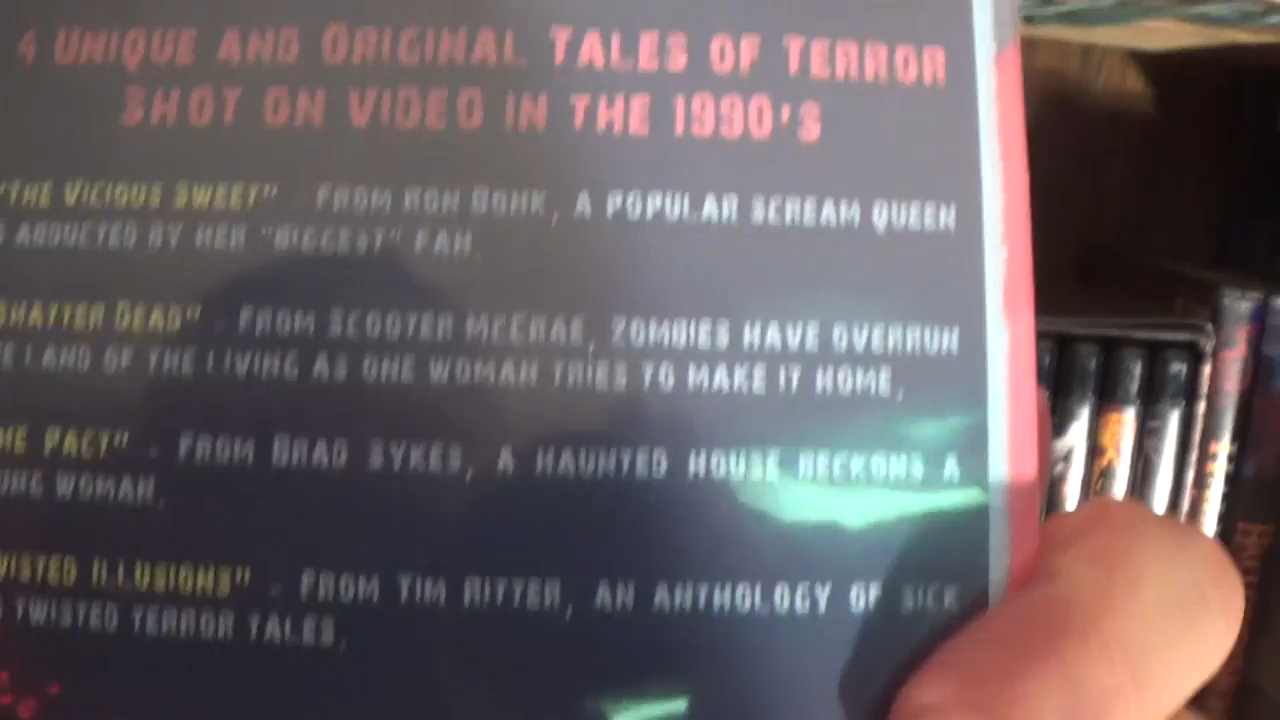 4 UNIQUE AND ORIGINAL TALES OF TERROR
SHOT ON VIDEO IN THE 1990'S
"THE VICIOUS SWEET" - FROM RON BONK, A POPULAR SCREAM QUEEN
S ABDUCTED BY HER "BIGGEST" FAN.
SHATTER DEAD" - FROM SCOOTER MCCRAE, ZOMBIES HAVE OVERRUN
E LAND OF THE LIVING AS ONE WOMAN TRIES TO MAKE IT HOME.
HE PACT" - FROM BRAD SYKES, A HAUNTED HOUSE BECKONS A
UNG WOMAN.
WISTED ILLUSIONS" - FROM TIM RITTER, AN ANTHOLOGY OF SICK
TWISTED TERROR TALES.